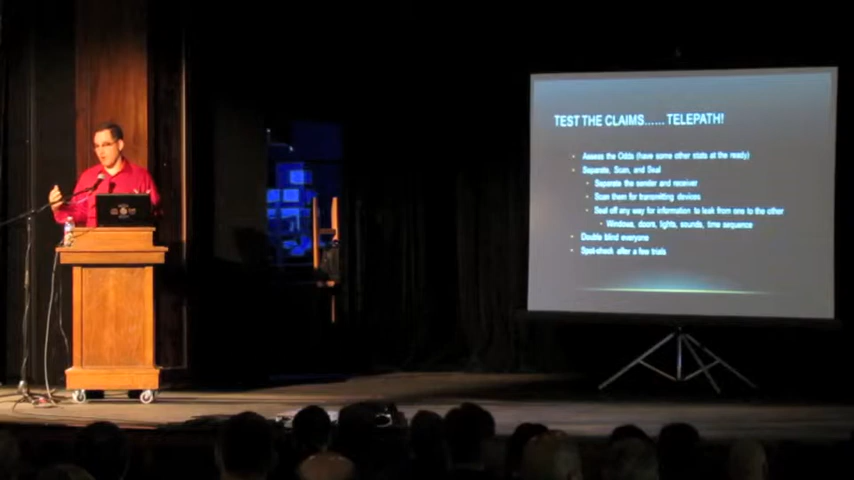 TEST THE CLAIMS...... TELEPATH!
Assess the Odds (have some other stats at the ready)
Separate, Scan, and Seal
Separate the sender and receiver
Scan them for transmitting devices
Seal off any way for information to leak from one to the other
Windows, doors, lights, sounds, time sequence
Double blind everyone
Spot-check after a few trials